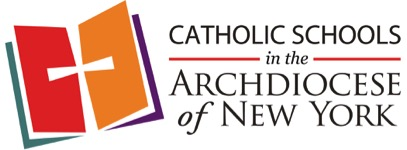 CATHOLIC SCHOOLS
in the
ARCHDIOCESE
of NEW YORK